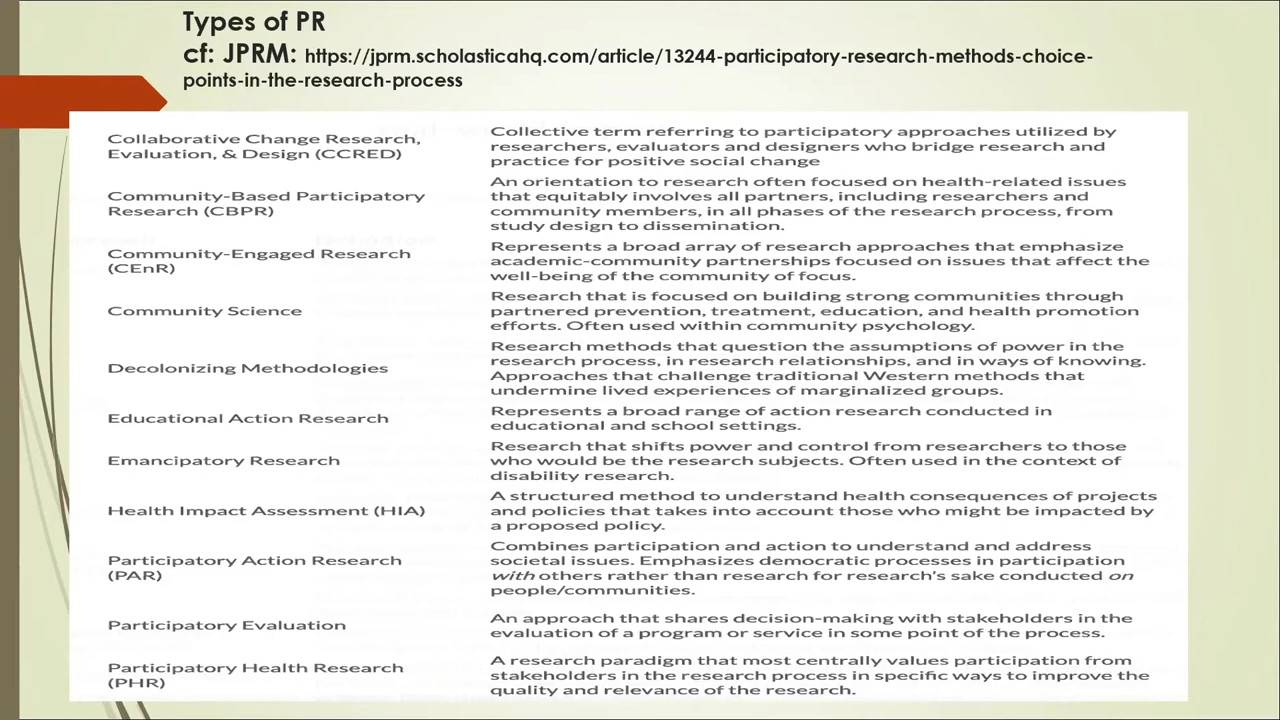 Types of PR
cf: JPRM: https://jprm.scholasticahq.com/article/13244-participatory-research-methods-choice-
points-in-the-research-process
Collaborative Change Research,
Evaluation, & Design (CCRED)
Collective term referring to participatory approaches utilized by
researchers, evaluators and designers who bridge research and
practice for positive social change
Community-Based Participatory
Research (CBPR)
An orientation to research often focused on health-related issues
that equitably involves all partners, including researchers and
community members, in all phases of the research process, from
study design to dissemination.
Community-Engaged Research
(CEnR)
Represents a broad array of research approaches that emphasize
academic-community partnerships focused on issues that affect the
well-being of the community of focus.
Community Science
Research that is focused on building strong communities through
partnered prevention, treatment, education, and health promotion
efforts. Often used within community psychology.
Decolonizing Methodologies
Research methods that question the assumptions of power in the
research process, in research relationships, and in ways of knowing.
Approaches that challenge traditional Western methods that
undermine lived experiences of marginalized groups.
Educational Action Research
Represents a broad range of action research conducted in
educational and school settings.
Emancipatory Research
Research that shifts power and control from researchers to those
who would be the research subjects. Often used in the context of
disability research.
Health Impact Assessment (HIA)
A structured method to understand health consequences of projects
and policies that takes into account those who might be impacted by
a proposed policy.
Participatory Action Research
(PAR)
Combines participation and action to understand and address
societal issues. Emphasizes democratic processes in participation
with others rather than research for research's sake conducted on
people/communities.
Participatory Evaluation
An approach that shares decision-making with stakeholders in the
evaluation of a program or service in some point of the process.
Participatory Health Research
(PHR)
A research paradigm that most centrally values participation from
stakeholders in the research process in specific ways to improve the
quality and relevance of the research.